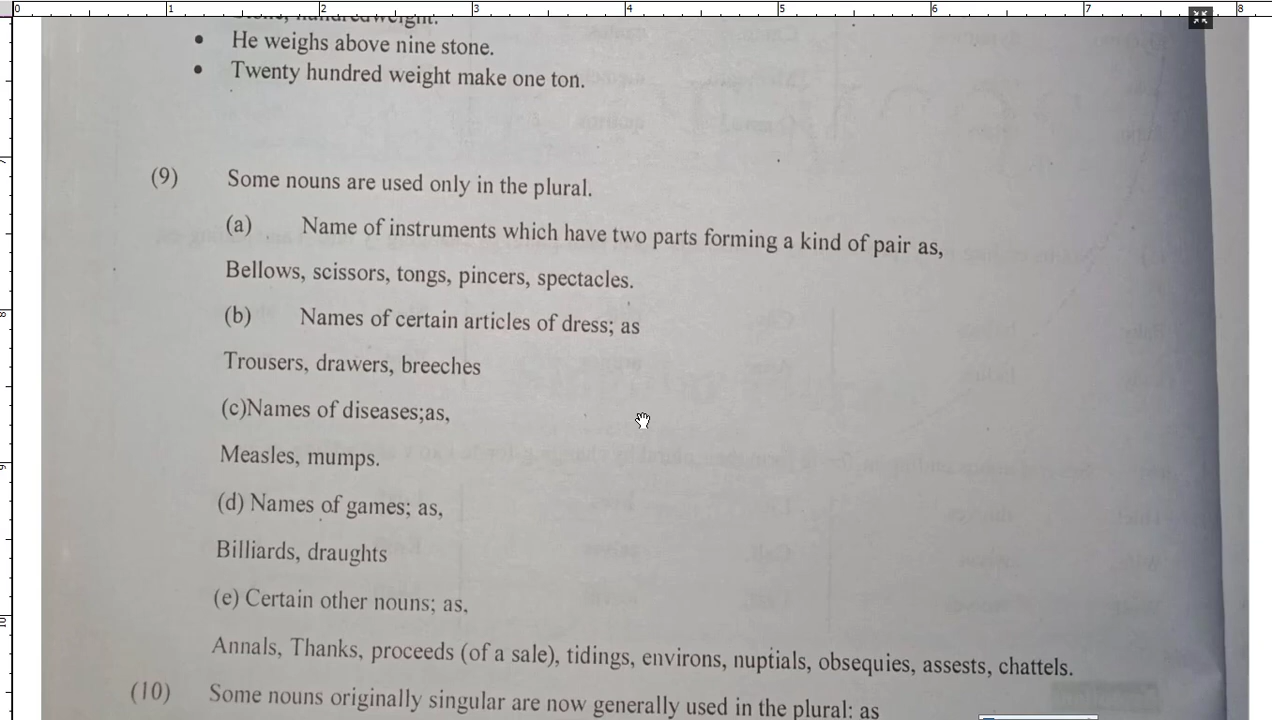 He weighs above nine stone.
Twenty hundred weight make one ton.
(9) Some nouns are used only in the plural.
(a) Name of instruments which have two parts forming a kind of pair as,
Bellows, scissors, tongs, pincers, spectacles.
(b) Names of certain articles of dress; as
Trousers, drawers, breeches
(c)Names of diseases;as,
Measles, mumps.
(d) Names of games; as,
Billiards, draughts
(e) Certain other nouns; as,
Annals, Thanks, proceeds (of a sale), tidings, environs, nuptials, obsequies, assests, chattels.
(10) Some nouns originally singular are now generally used in the plural: as